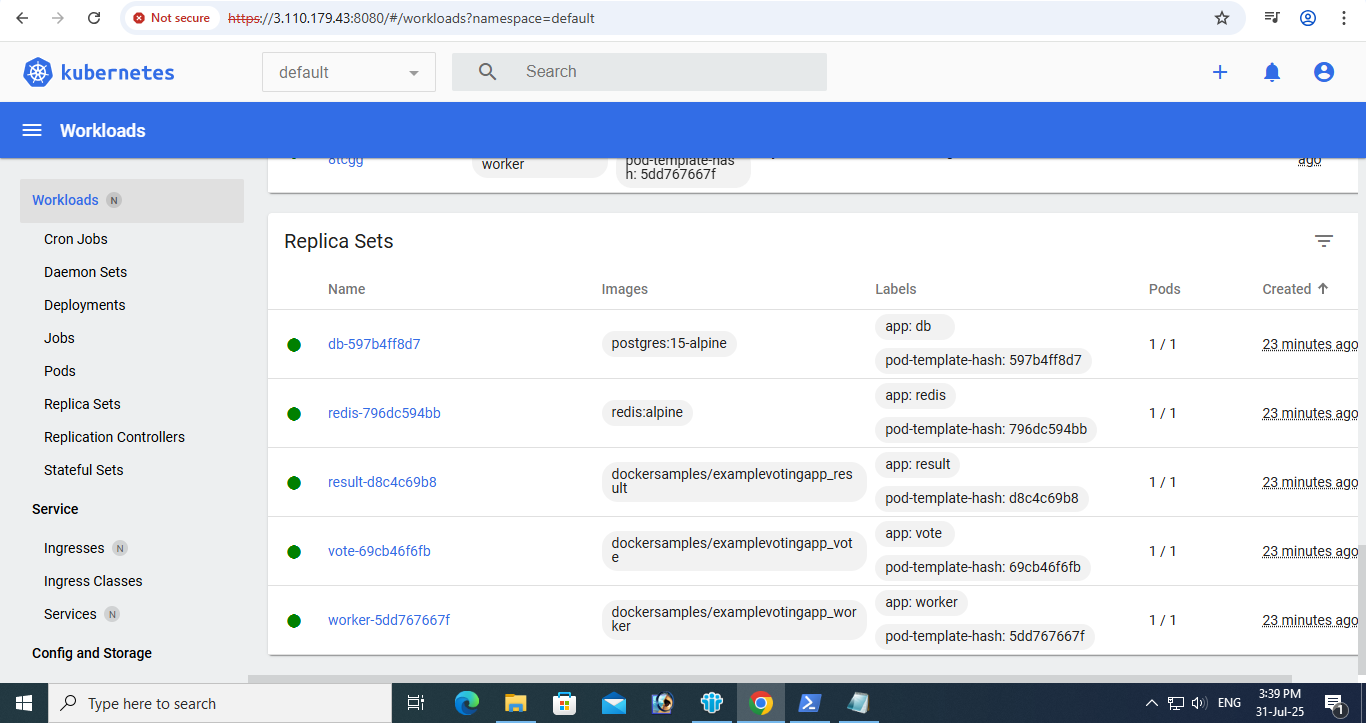 Not secure
https://3.110.179.43:8080/#/workloads?namespace=default
kubernetes
default
Search
Workloads
8tcgg
worker
pod-template-has
h: 5dd767667f
ago
Workloads N
Cron Jobs
Daemon Sets
Deployments
Jobs
Pods
Replica Sets
Replication Controllers
Stateful Sets
Service
Ingresses N
Ingress Classes
Services N
Config and Storage
Replica Sets
Name Images Labels Pods Created
db-597b4ff8d7
postgres:15-alpine
app: db
pod-template-hash: 597b4ff8d7
1 / 1
23 minutes ago
redis-796dc594bb
redis:alpine
app: redis
pod-template-hash: 796dc594bb
1 / 1
23 minutes ago
result-d8c4c69b8
dockersamples/examplevotingapp_res
ult
app: result
pod-template-hash: d8c4c69b8
1 / 1
23 minutes ago
vote-69cb46f6fb
dockersamples/examplevotingapp_vot
e
app: vote
pod-template-hash: 69cb46f6fb
1 / 1
23 minutes ago
worker-5dd767667f
dockersamples/examplevotingapp_wor
ker
app: worker
pod-template-hash: 5dd767667f
1 / 1
23 minutes ago
Type here to search
ENG
3:39 PM
31-Jul-25
1